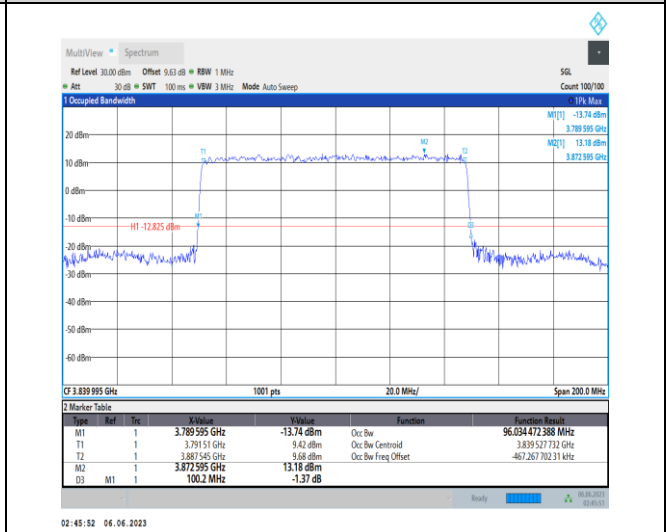 MultiView Spectrum
Ref Level 30.00 dBm Offset 9.63 dB RBW 1 MHz SGL
Att 30 dB SWT 100 ms VBW 3 MHz Mode Auto Sweep Count 100/100
1 Occupied Bandwidth 1Pk Max
M1[1] -13.74 dBm
3.789 595 GHz
20 dBm
M2[1] 13.18 dBm
3.872 595 GHz
M2
T1 T2
10 dBm
0 dBm
-10 dBm
M1
H1 -12.825 dBm
D3
-20 dBm
-30 dBm
-40 dBm
-50 dBm
-60 dBm
CF 3.839 995 GHz 1001 pts 20.0 MHz/ Span 200.0 MHz
2 Marker Table
Type Ref Trc X-Value Y-Value Function Function Result
M1 1 3.789 595 GHz -13.74 dBm Occ Bw 96.034 472 388 MHz
T1 1 3.791 51 GHz 9.42 dBm Occ Bw Centroid 3.839 527 732 GHz
T2 1 3.887 545 GHz 9.68 dBm Occ Bw Freq Offset -467.267 702 31 kHz
M2 1 3.872 595 GHz 13.18 dBm
D3 M1 1 100.2 MHz -1.37 dB
Ready 06.06.2023
02:45:53
02:45:52 06.06.2023